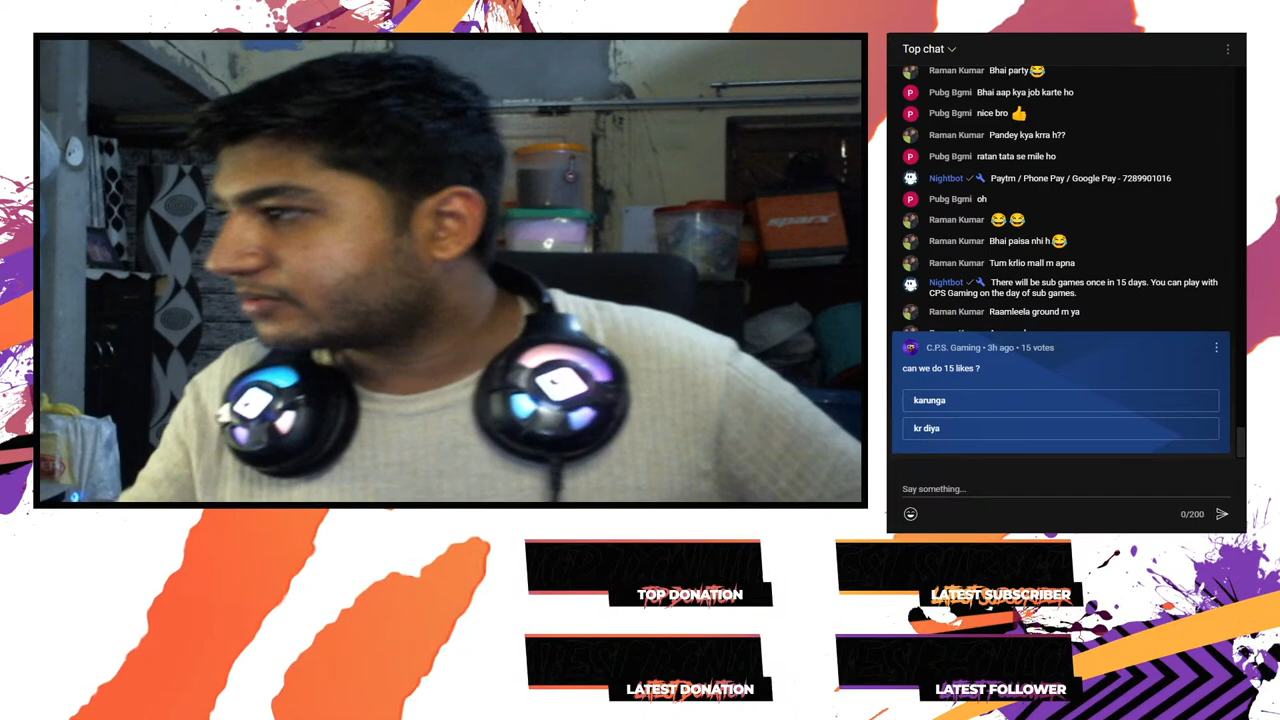 Top chat
Raman Kumar Bhai party😂
Pubg Bgmi Bhai aap kya job karte ho
Pubg Bgmi nice bro 👍
Raman Kumar Pandey kya krra h??
Pubg Bgmi ratan tata se mile ho
Nightbot Paytm / Phone Pay / Google Pay - 7289901016
Pubg Bgmi oh
Raman Kumar 😂 😂
Raman Kumar Bhai paisa nhi h😂
Raman Kumar Tum krlio mall m apna
Nightbot There will be sub games once in 15 days. You can play with
CPS Gaming on the day of sub games.
Raman Kumar Raamleela ground m ya
C.P.S. Gaming • 3h ago • 15 votes
can we do 15 likes ?
karunga
kr diya
Say something...
0/200
sparx
TOP DONATION
LATEST SUBSCRIBER
LATEST DONATION
LATEST FOLLOWER